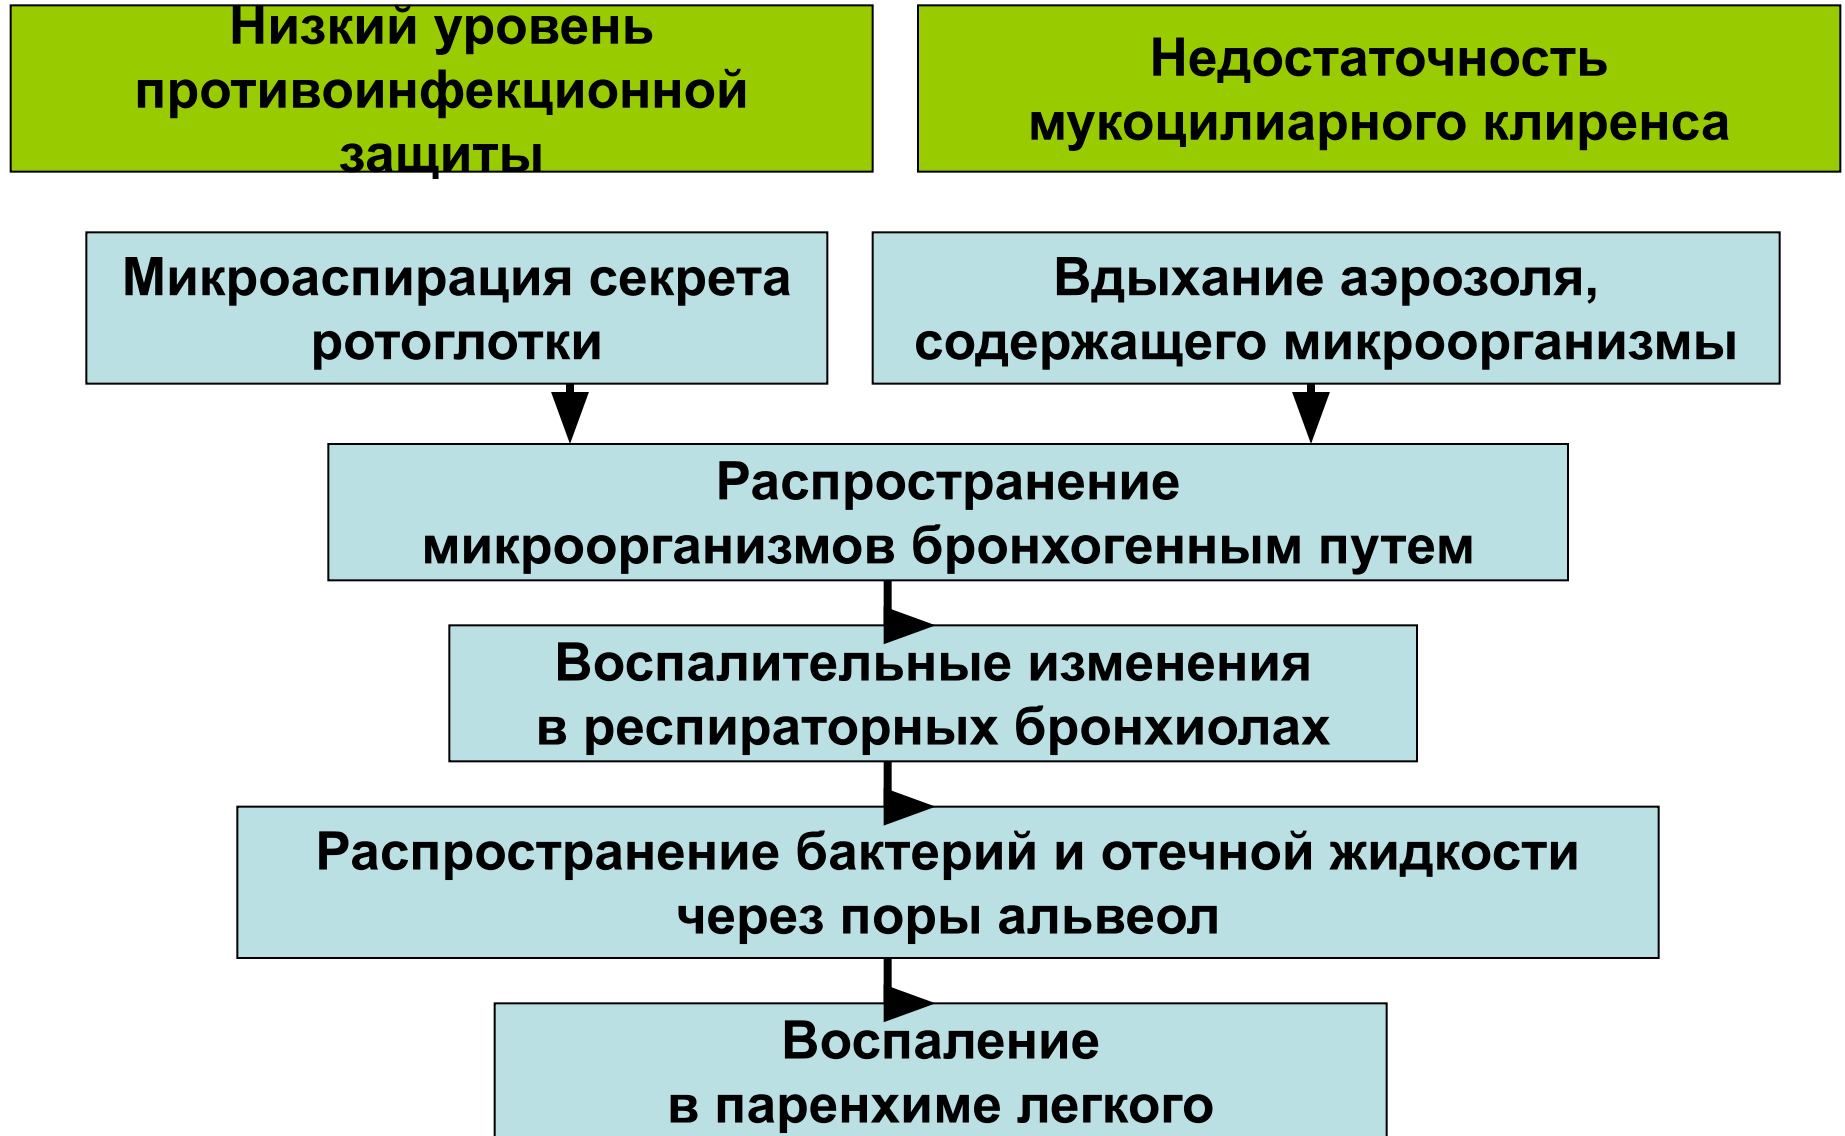 Низкий уровень
противоинфекционной
защиты
Недостаточность
мукоцилиарного клиренса
Микроаспирация секрета
ротоглотки
Вдыхание аэрозоля,
содержащего микроорганизмы
Распространение
микроорганизмов бронхогенным путем
Воспалительные изменения
в респираторных бронхиолах
Распространение бактерий и отечной жидкости
через поры альвеол
Воспаление
в паренхиме легкого